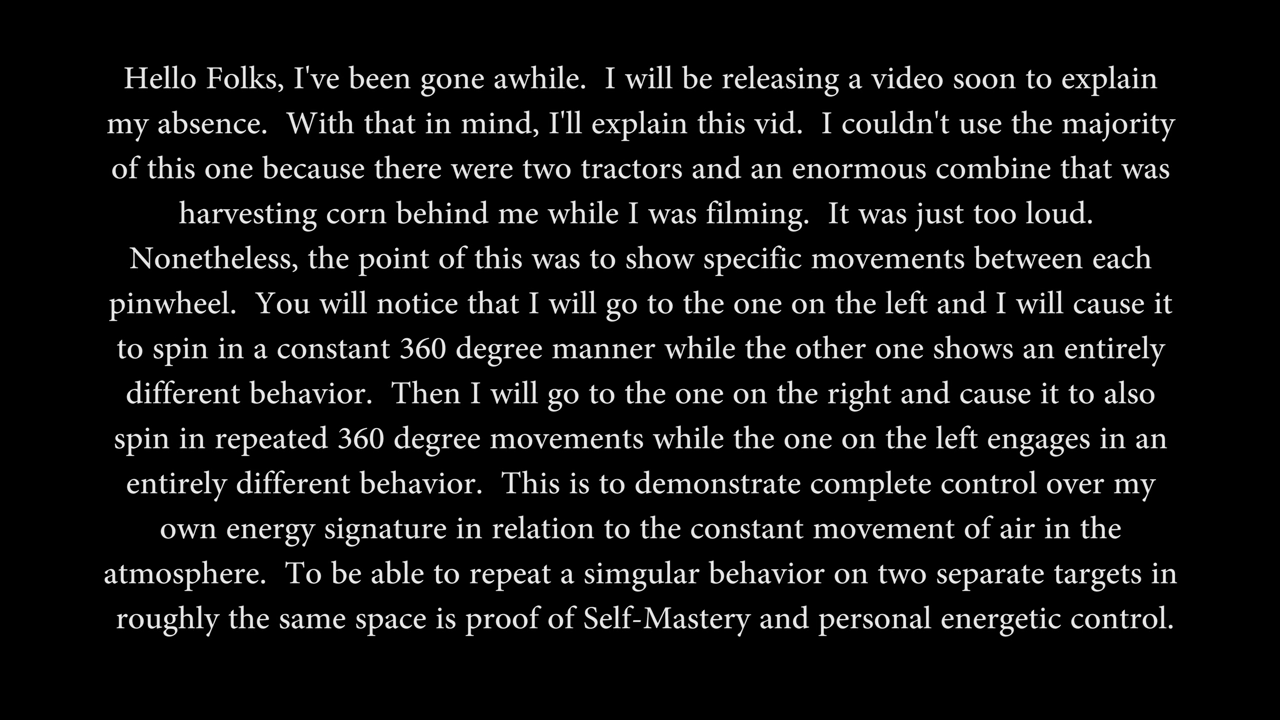 Hello Folks, I've been gone awhile.  I will be releasing a video soon to explain
my absence.  With that in mind, I'll explain this vid.  I couldn't use the majority
of this one because there were two tractors and an enormous combine that was
harvesting corn behind me while I was filming.  It was just too loud.
Nonetheless, the point of this was to show specific movements between each
pinwheel.  You will notice that I will go to the one on the left and I will cause it
to spin in a constant 360 degree manner while the other one shows an entirely
different behavior.  Then I will go to the one on the right and cause it to also
spin in repeated 360 degree movements while the one on the left engages in an
entirely different behavior.  This is to demonstrate complete control over my
own energy signature in relation to the constant movement of air in the
atmosphere.  To be able to repeat a simgular behavior on two separate targets in
roughly the same space is proof of Self-Mastery and personal energetic control.